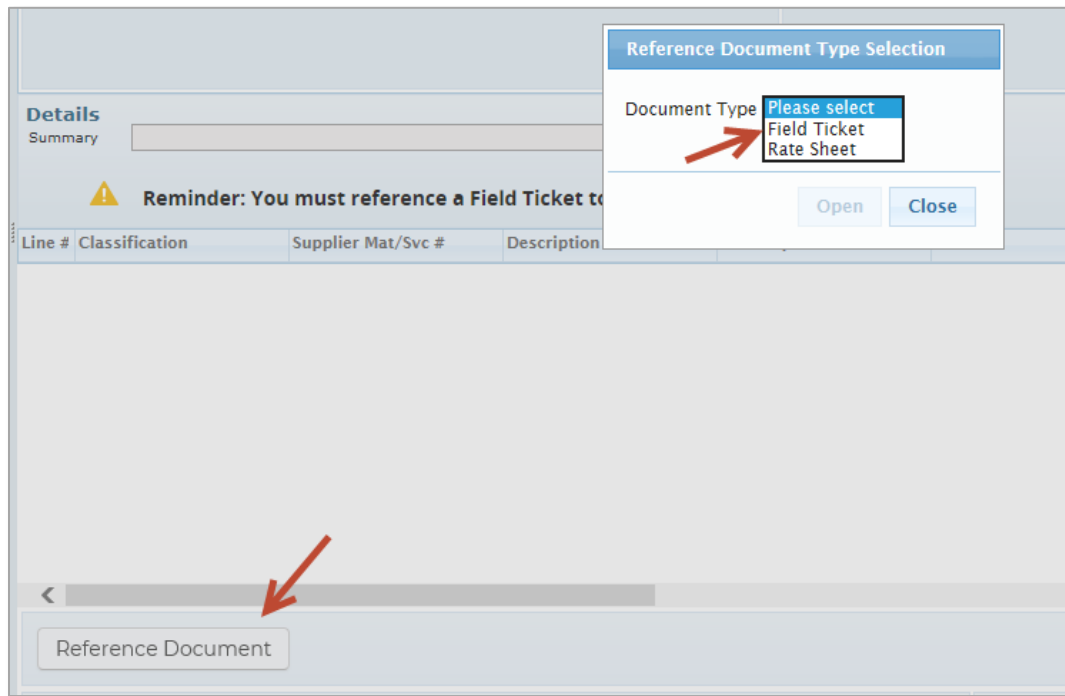 Reference Document Type Selection
Document Type Please select
Field Ticket
Rate Sheet
Open Close
Details
Summary
Reminder: You must reference a Field Ticket to
Line # Classification Supplier Mat/Svc # Description
Reference Document